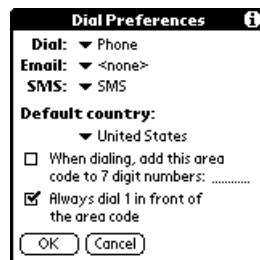 Dial Preferences i
Dial: Phone
Email: <none>
SMS: SMS
Default country:
United States
When dialing, add this area
code to 7 digit numbers: ............
Always dial 1 in front of
the area code
OK Cancel